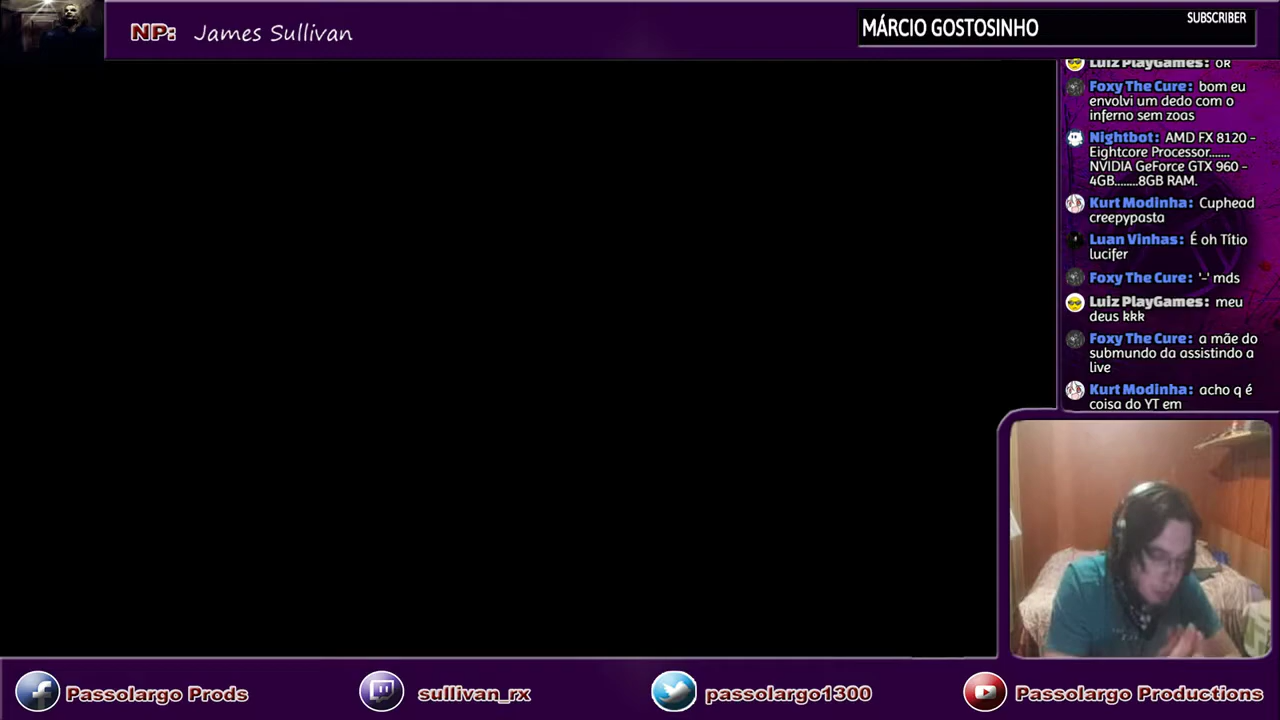 NP: James Sullivan
MÁRCIO GOSTOSINHO
SUBSCRIBER
Luiz PlayGames: OR
Foxy The Cure: bom eu
envolvi um dedo com o
inferno sem zoas
Nightbot: AMD FX 8120 -
Eightcore Processor.......
NVIDIA GeForce GTX 960 -
4GB........8GB RAM.
Kurt Modinha: Cuphead
creepypasta
Luan Vinhas: É oh Títio
lucifer
Foxy The Cure: '-' mds
Luiz PlayGames: meu
deus kkk
Foxy The Cure: a mãe do
submundo da assistindo a
live
Kurt Modinha: acho q é
coisa do YT em
Passolargo Prods
sullivan_rx
passolargo1300
Passolargo Productions